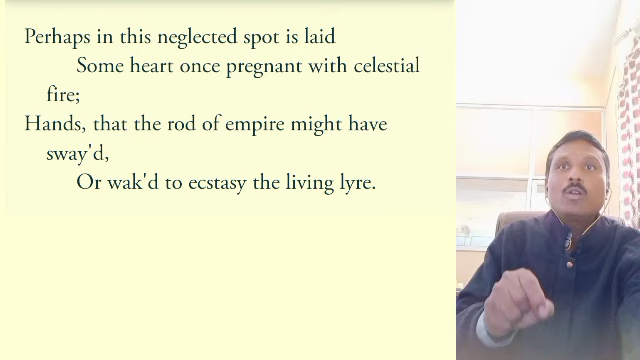 Perhaps in this neglected spot is laid
Some heart once pregnant with celestial
fire;
Hands, that the rod of empire might have
sway'd,
Or wak'd to ecstasy the living lyre.